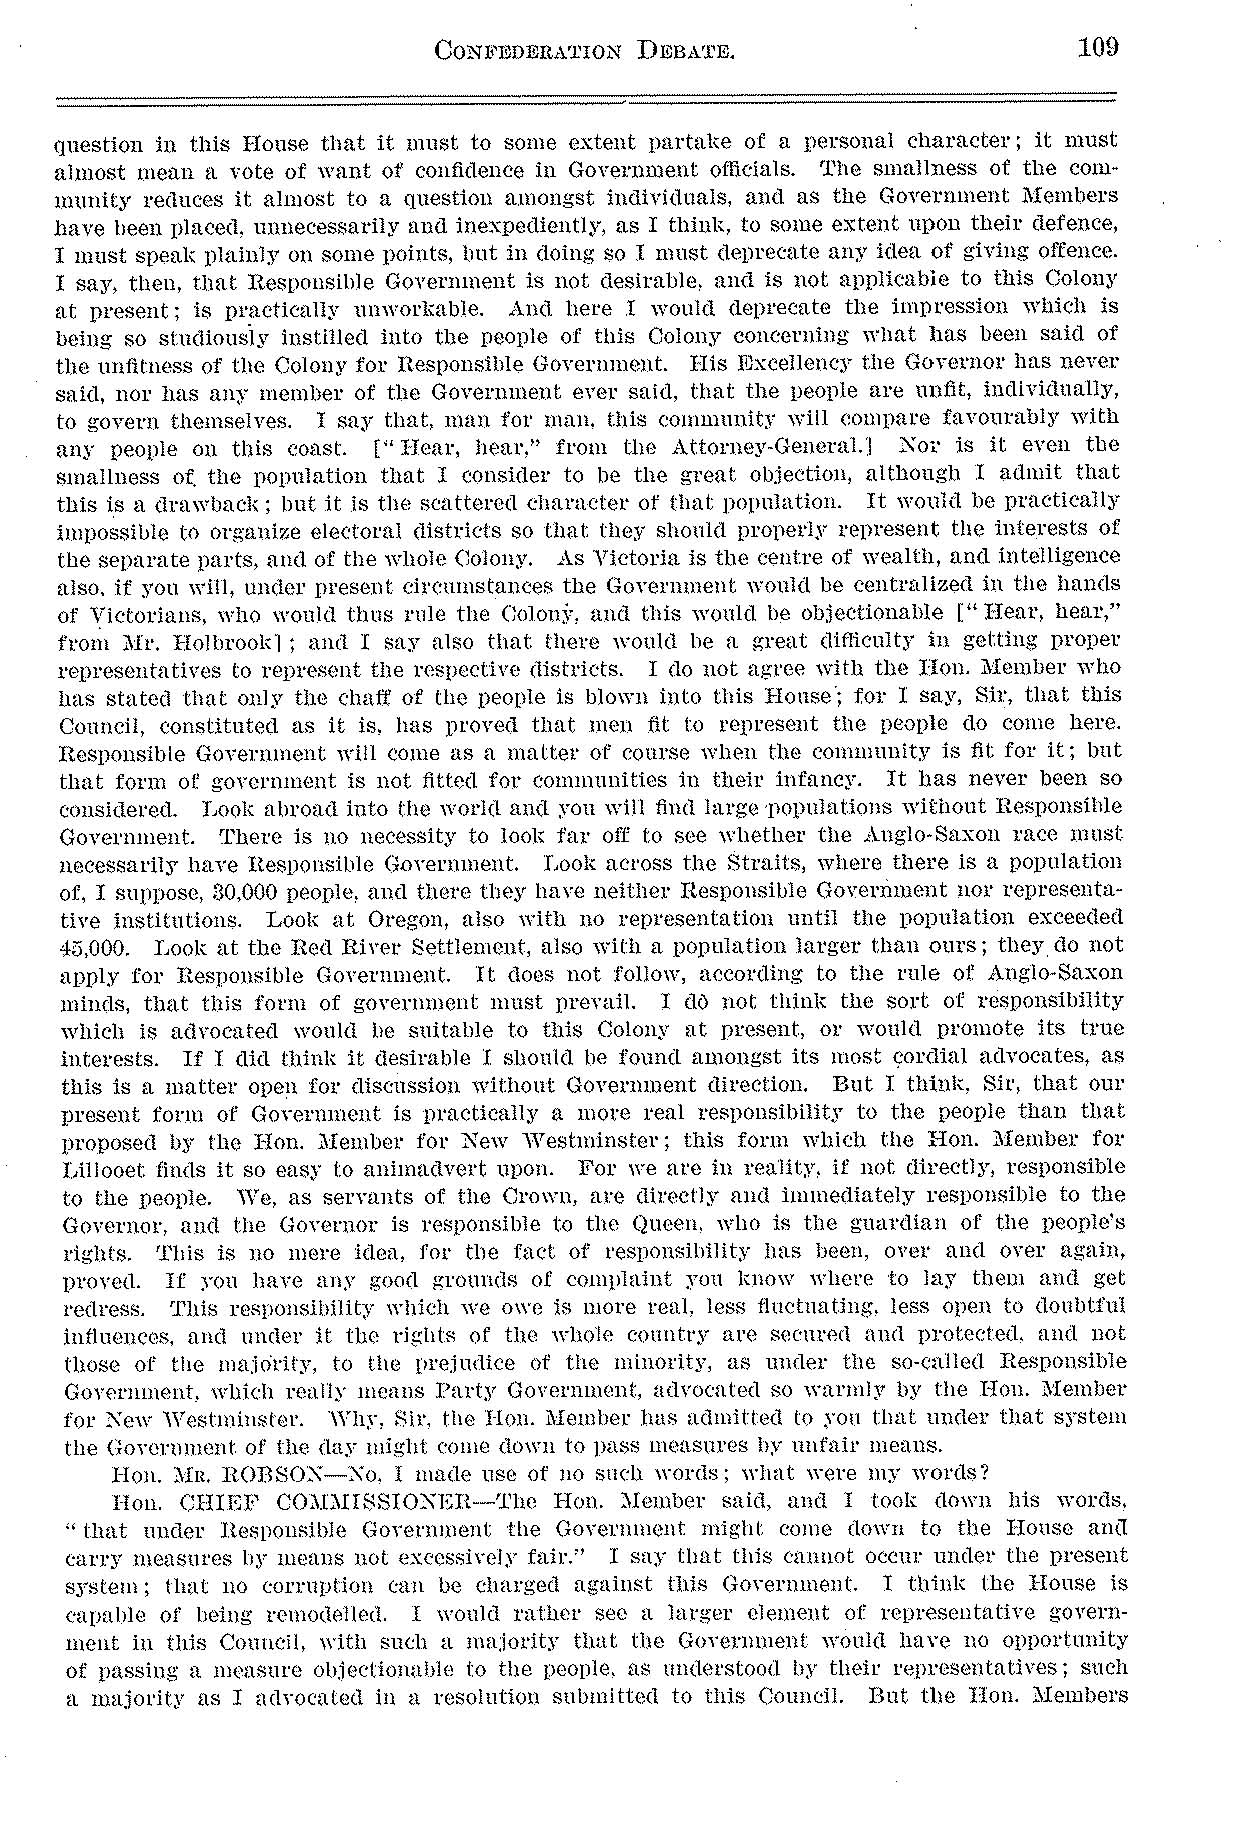 CONFEDERATION DEBATE. 109
question in this House that it must to some extent partake of a personal character; it must
almost mean a vote of want of confidence in Government officials. The smallness of the com-
munity reduces it almost to a question amongst individuals, and as the Government Members
have been placed, unnecessarily and inexpediently, as I think, to some extent upon their defence,
I must speak plainly on some points, but in doing so I must deprecate any idea of giving offence.
I say, then, that Responsible Government is not desirable, and is not applicable to this Colony
at present; is practically unworkable. And here I would deprecate the impression which is
being so studiously instilled into the people of this Colony concerning what has been said of
the unfitness of the Colony for Responsible Government. His Excellency the Governor has never
said, nor has any member of the Government ever said, that the people are unfit, individually,
to govern themselves. I say that, man for man, this community will compare favourably with
any people on this coast. ["Hear, hear," from the Attorney-General.] Nor is it even the
smallness of the population that I consider to be the great objection, although I admit that
this is a drawback; but it is the scattered character of that population. It would be practically
impossible to organize electoral districts so that they should properly represent the interests of
the separate parts, and of the whole Colony. As Victoria is the centre of wealth, and intelligence
also, if you will, under present circumstances the Government would be centralized in the hands
of Victorians, who would thus rule the Colony, and this would be objectionable ["Hear, hear,"
from Mr. Holbrook]; and I say also that there would be a great difficulty in getting proper
representatives to represent the respective districts. I do not agree with the Hon. Member who
has stated that only the chaff of the people is blown into this House; for I say, Sir, that this
Council, constituted as it is, has proved that men fit to represent the people do come here.
Responsible Government will come as a matter of course when the community is fit for it; but
that form of government is not fitted for communities in their infancy. It has never been so
considered. Look abroad into the world and you will find large populations without Responsible
Government. There is no necessity to look far off to see whether the Anglo-Saxon race must
necessarily have Responsible Government. Look across the Straits, where there is a population
of, I suppose, 30,000 people, and there they have neither Responsible Government nor representa-
tive institutions. Look at Oregon, also with no representation until the population exceeded
45,000. Look at the Red River Settlement, also with a population larger than ours; they do not
apply for Responsible Government. It does not follow, according to the rule of Anglo-Saxon
minds, that this form of government must prevail. I do not think the sort of responsibility
which is advocated would be suitable to this Colony at present, or would promote its true
interests. If I did think it desirable I should be found amongst its most cordial advocates, as
this is a matter open for discussion without Government direction. But I think, Sir, that our
present form of Government is practically a more real responsibility to the people than that
proposed by the Hon. Member for New Westminster; this form which the Hon. Member for
Lillooet finds it so easy to animadvert upon. For we are in reality, if not directly, responsible
to the people. We, as servants of the Crown, are directly and immediately responsible to the
Governor, and the Governor is responsible to the Queen, who is the guardian of the people's
rights. This is no mere idea, for the fact of responsibility has been, over and over again,
proved. If you have any good grounds of complaint you know where to lay them and get
redress. This responsibility which we owe is more real, less fluctuating, less open to doubtful
influences, and under it the rights of the whole country are secured and protected, and not
those of the majority, to the prejudice of the minority, as under the so-called Responsible
Government, which really means Party Government, advocated so warmly by the Hon. Member
for New Westminster. Why, Sir, the Hon. Member has admitted to you that under that system
the Government of the day might come down to pass measures by unfair means.
Hon. MR. ROBSON—No, I made use of no such words; what were my words?
Hon. CHIEF COMMISSIONER—The Hon. Member said, and I took down his words,
"that under Responsible Government the Government might come down to the House and
carry measures by means not excessively fair." I say that this cannot occur under the present
system; that no corruption can be charged against this Government. I think the House is
capable of being remodelled. I would rather see a larger element of representative govern-
ment in this Council, with such a majority that the Government would have no opportunity
of passing a measure objectionable to the people, as understood by their representatives; such
a majority as I advocated in a resolution submitted to this Council. But the Hon. Members